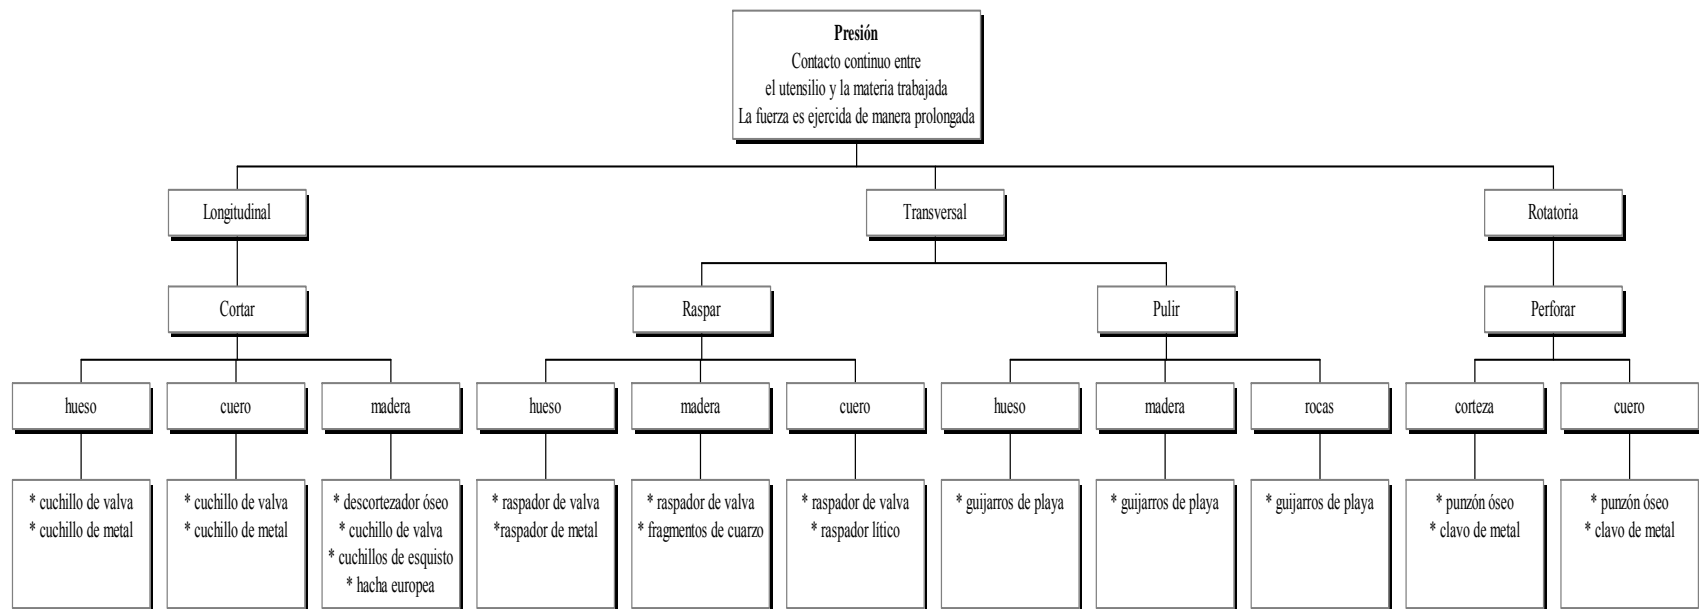 Presión
Contacto continuo entre
el utensilio y la materia trabajada
La fuerza es ejercida de manera prolongada
Longitudinal
Transversal
Rotatoria
Cortar
Raspar
Pulir
Perforar
hueso
cuero
madera
hueso
madera
cuero
hueso
madera
rocas
corteza
cuero
* cuchillo de valva
* cuchillo de metal
* cuchillo de valva
* cuchillo de metal
* descortezador óseo
* cuchillo de valva
* cuchillos de esquisto
* hacha europea
* raspador de valva
*raspador de metal
* raspador de valva
* fragmentos de cuarzo
* raspador de valva
* raspador lítico
* guijarros de playa
* guijarros de playa
* guijarros de playa
* punzón óseo
* clavo de metal
* punzón óseo
* clavo de metal